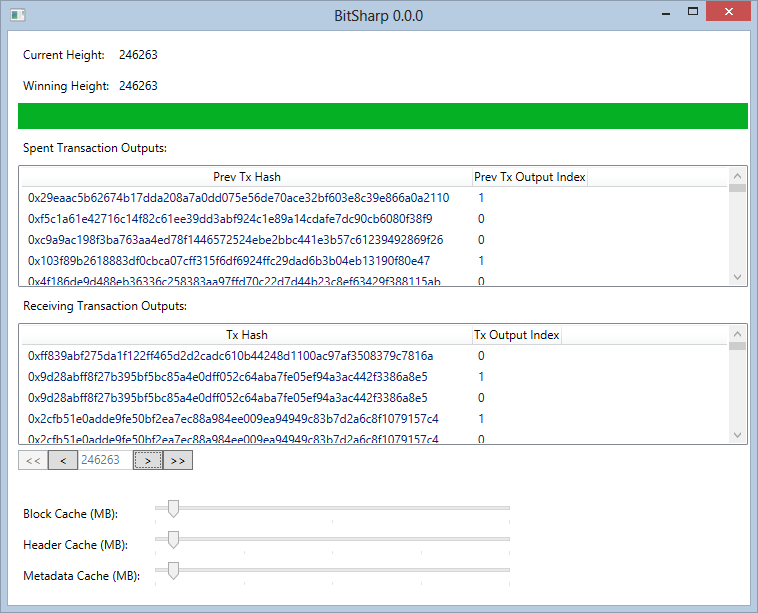 BitSharp 0.0.0
Current Height: 246263
Winning Height: 246263
Spent Transaction Outputs:
Prev Tx Hash Prev Tx Output Index
0x29eaac5b62674b17dda208a7a0dd075e56de70ace32bf603e8c39e866a0a2110 1
0xf5c1a61e42716c14f82c61ee39dd3abf924c1e89a14cdafe7dc90cb6080f38f9 0
0xc9a9ac198f3ba763aa4ed78f1446572524ebe2bbc441e3b57c61239492869f26 0
0x103f89b2618883df0cbca07cff315f6df6924ffc29dad6b3b04eb13190f80e47 1
0x4f186de9d488eb36336c258383aa97ffd70c22d7d44b23c8ef63429f388115ab 0
Receiving Transaction Outputs:
Tx Hash Tx Output Index
0xff839abf275da1f122ff465d2d2cadc610b44248d1100ac97af3508379c7816a 0
0x9d28abff8f27b395bf5bc85a4e0dff052c64aba7fe05ef94a3ac442f3386a8e5 1
0x9d28abff8f27b395bf5bc85a4e0dff052c64aba7fe05ef94a3ac442f3386a8e5 0
0x2cfb51e0adde9fe50bf2ea7ec88a984ee009ea94949c83b7d2a6c8f1079157c4 1
0x2cfb51e0adde9fe50bf2ea7ec88a984ee009ea94949c83b7d2a6c8f1079157c4 0
<< < 246263 > >>
Block Cache (MB):
Header Cache (MB):
Metadata Cache (MB):